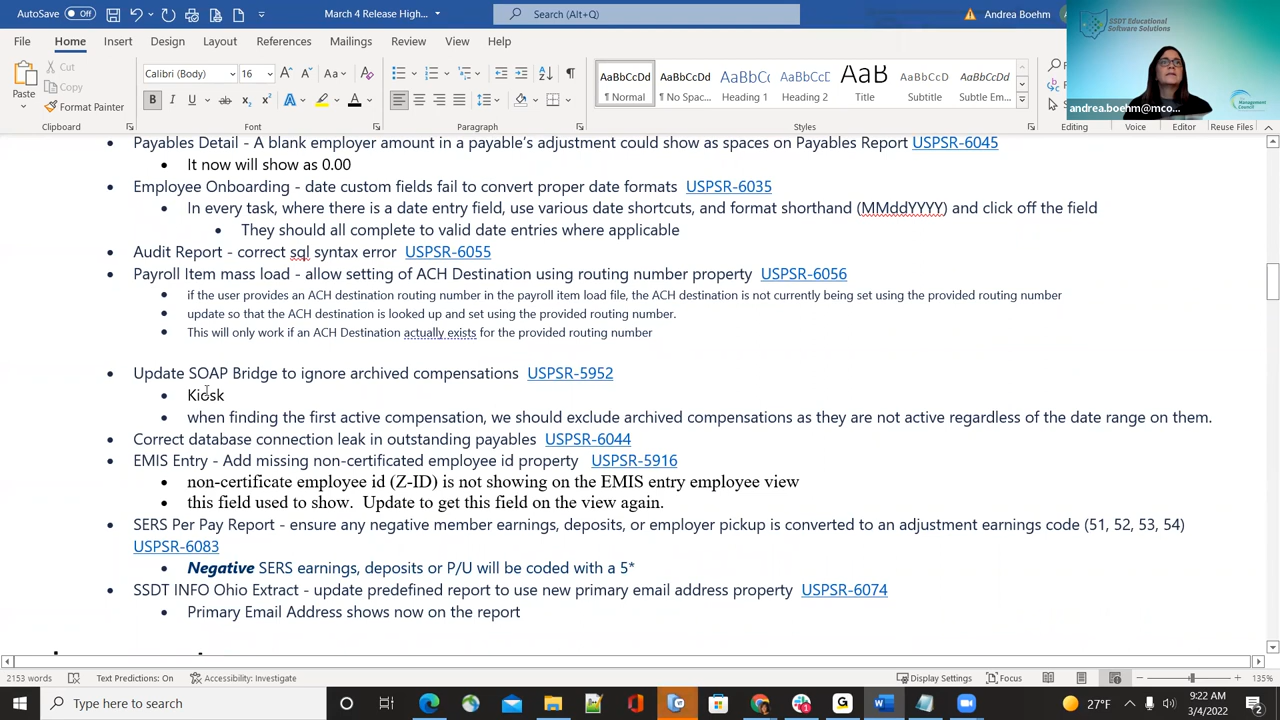 AutoSave Off
Word March...
Search (Alt+Q)
Andrea Boehm
SSDT Educational
Software Solutions
Management
Council
andrea.boehm@mco...
File Home Insert Design Layout References Mailings Review View Help
Paste
Cut
Copy
Format Painter
Clipboard
Calibri (Body) 16
Font
Paragraph
AaBbCcDd AaBbCcDd AaBbCc AaBbCcD AaB AaBbCcD AaBbCcDd
¶ Normal ¶ No Spac... Heading 1 Heading 2 Title Subtitle Subtle Em...
Styles
Editing Voice Editor Reuse Files
Payables Detail - A blank employer amount in a payable's adjustment could show as spaces on Payables Report USPSR-6045
It now will show as 0.00
Employee Onboarding - date custom fields fail to convert proper date formats USPSR-6035
In every task, where there is a date entry field, use various date shortcuts, and format shorthand (MMddYYYY) and click off the field
They should all complete to valid date entries where applicable
Audit Report - correct sql syntax error USPSR-6055
Payroll Item mass load - allow setting of ACH Destination using routing number property USPSR-6056
if the user provides an ACH destination routing number in the payroll item load file, the ACH destination is not currently being set using the provided routing number
update so that the ACH destination is looked up and set using the provided routing number.
This will only work if an ACH Destination actually exists for the provided routing number
Update SOAP Bridge to ignore archived compensations USPSR-5952
Kiosk
when finding the first active compensation, we should exclude archived compensations as they are not active regardless of the date range on them.
Correct database connection leak in outstanding payables USPSR-6044
EMIS Entry - Add missing non-certificated employee id property USPSR-5916
non-certificate employee id (Z-ID) is not showing on the EMIS entry employee view
this field used to show. Update to get this field on the view again.
SERS Per Pay Report - ensure any negative member earnings, deposits, or employer pickup is converted to an adjustment earnings code (51, 52, 53, 54)
USPSR-6083
Negative SERS earnings, deposits or P/U will be coded with a 5*
SSDT INFO Ohio Extract - update predefined report to use new primary email address property USPSR-6074
Primary Email Address shows now on the report
2153 words Text Predictions: On Accessibility: Investigate Display Settings Focus 135%
Type here to search
27°F
9:22 AM
3/4/2022
2